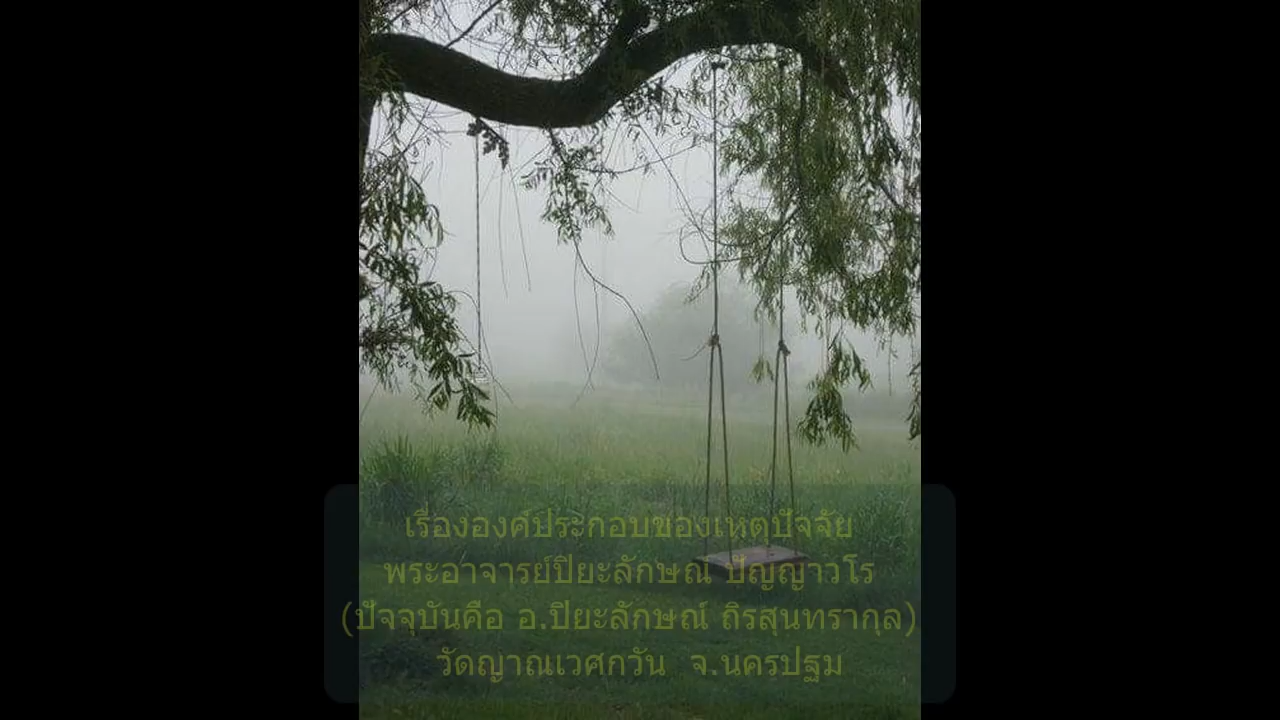 เรื่ององค์ประกอบของเหตุปัจจัย
พระอาจารย์ปิยะลักษณ์ ปัญญาวโร
(ปัจจุบันคือ อ.ปิยะลักษณ์ ถิรสุนทรากุล)
วัดญาณเวศกวัน จ.นครปฐม